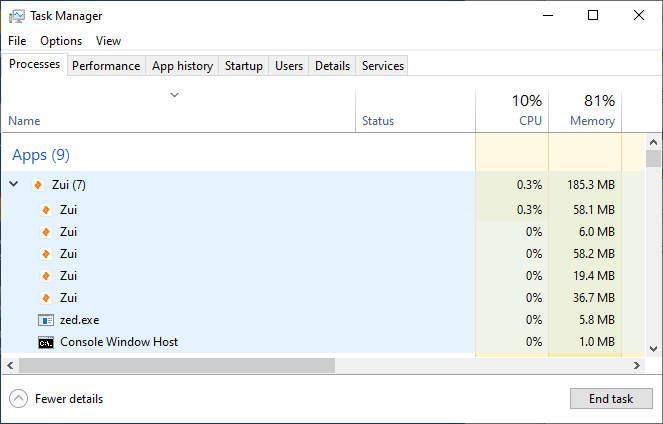 Task Manager
File Options View
Processes Performance App history Startup Users Details Services
10% 81%
Name Status CPU Memory
Apps (9)
Zui (7) 0.3% 185.3 MB
Zui 0.3% 58.1 MB
Zui 0% 6.0 MB
Zui 0% 58.2 MB
Zui 0% 19.4 MB
Zui 0% 36.7 MB
zed.exe 0% 5.8 MB
C:\. Console Window Host 0% 1.0 MB
Fewer details End task